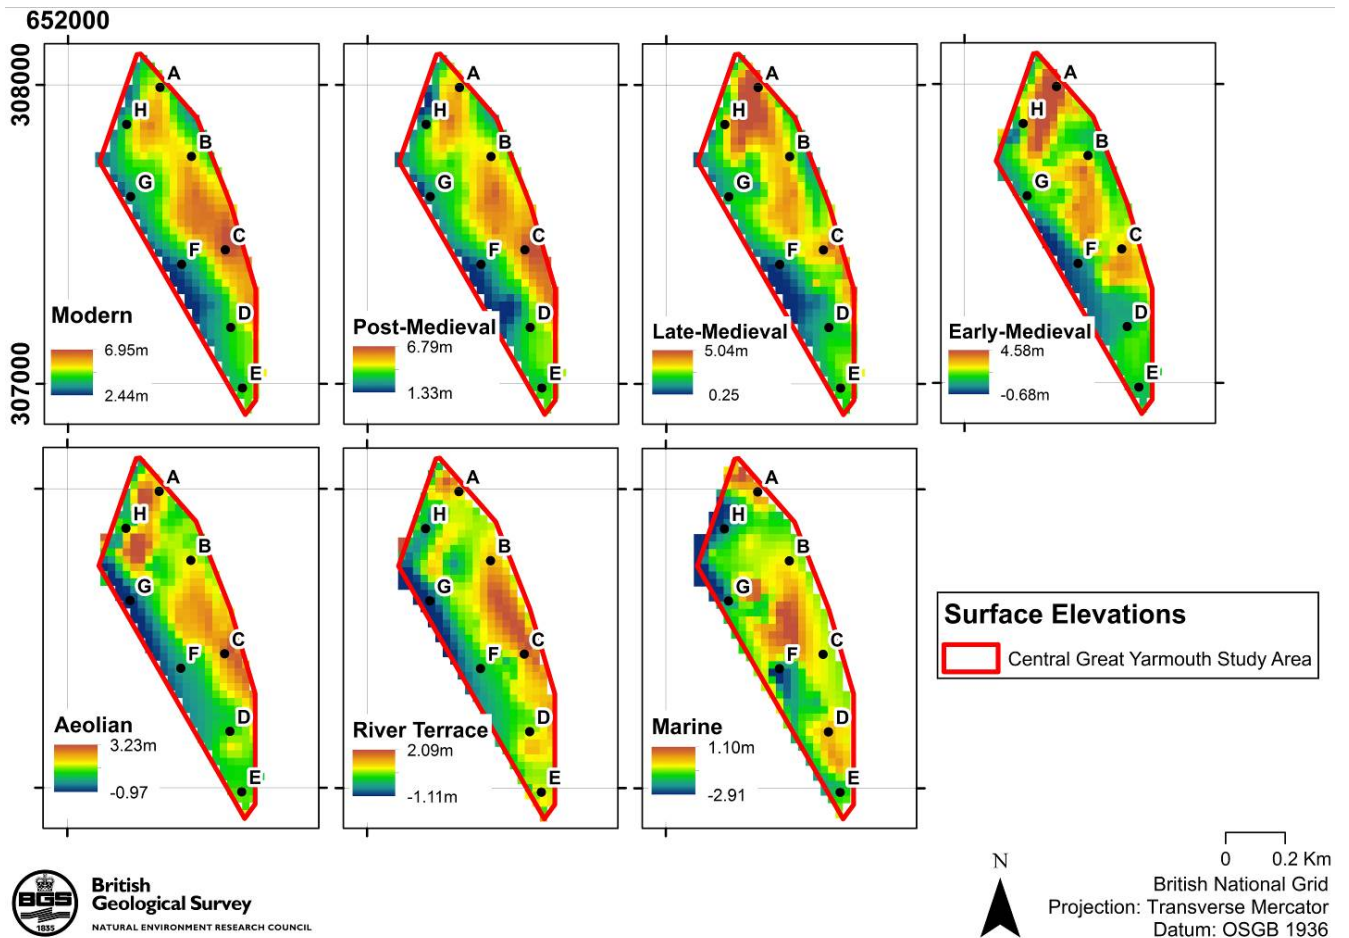 652000
308000
307000
A
H
B
G
C
F
D
E
Modern
6.95m
2.44m
A
H
B
G
C
F
D
E
Post-Medieval
6.79m
1.33m
A
H
B
G
C
F
D
E
Late-Medieval
5.04m
0.25
A
H
B
G
C
F
D
E
Early-Medieval
4.58m
-0.68m
A
H
B
G
C
F
D
E
Aeolian
3.23m
-0.97
A
H
B
G
C
F
D
E
River Terrace
2.09m
-1.11m
A
H
B
G
C
F
D
E
Marine
1.10m
-2.91
Surface Elevations
Central Great Yarmouth Study Area
BGS
1835
British
Geological Survey
NATURAL ENVIRONMENT RESEARCH COUNCIL
N
0 0.2 Km
British National Grid
Projection: Transverse Mercator
Datum: OSGB 1936